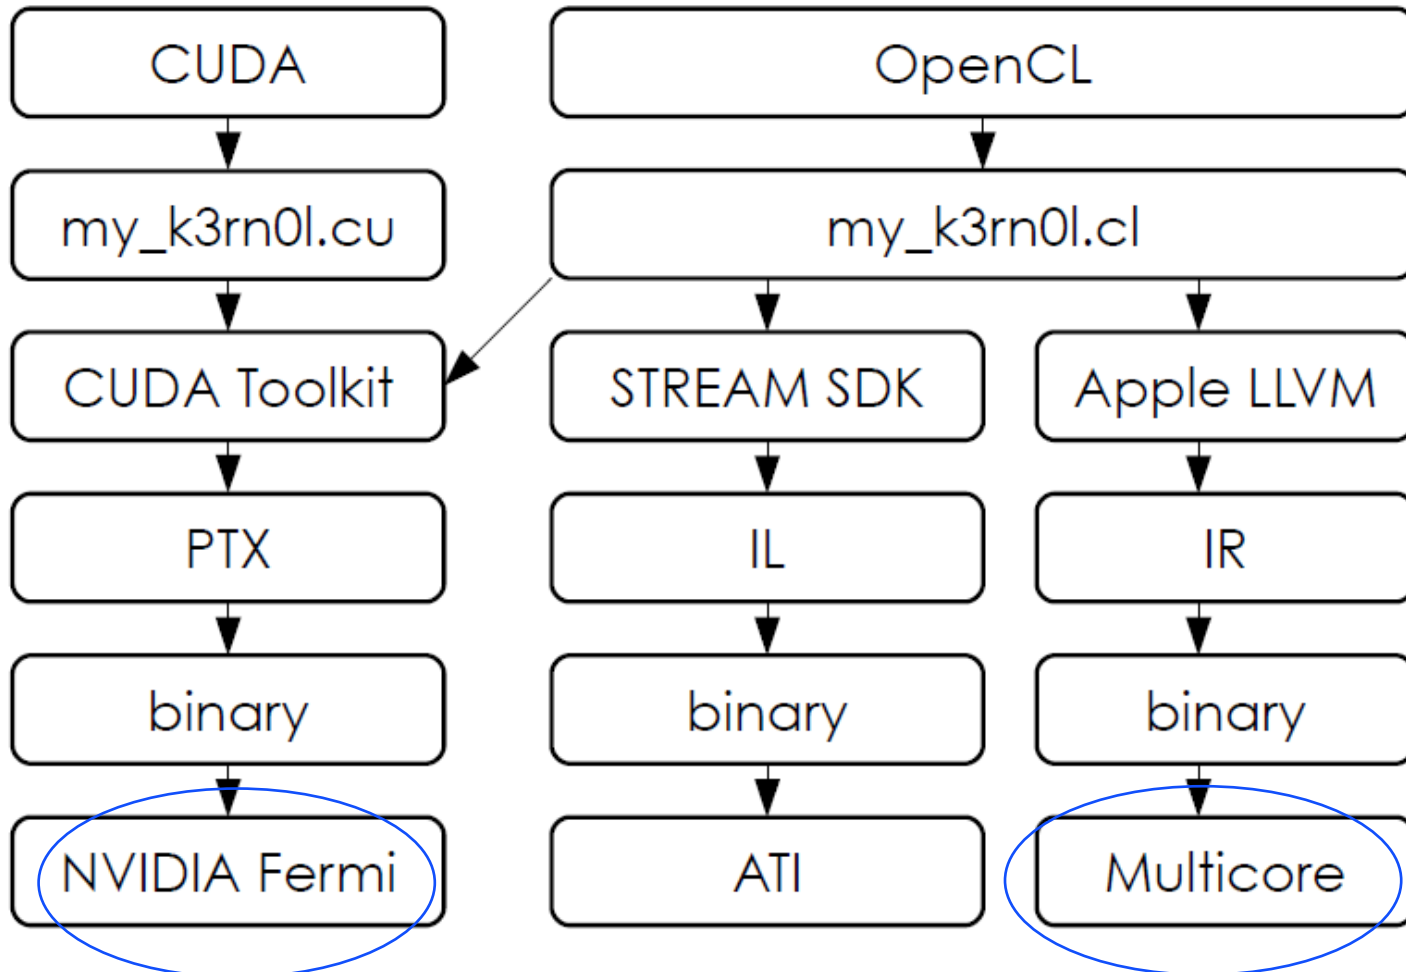 CUDA
OpenCL
my_k3rn0l.cu
my_k3rn0l.cl
CUDA Toolkit
STREAM SDK
Apple LLVM
PTX
IL
IR
binary
binary
binary
NVIDIA Fermi
ATI
Multicore